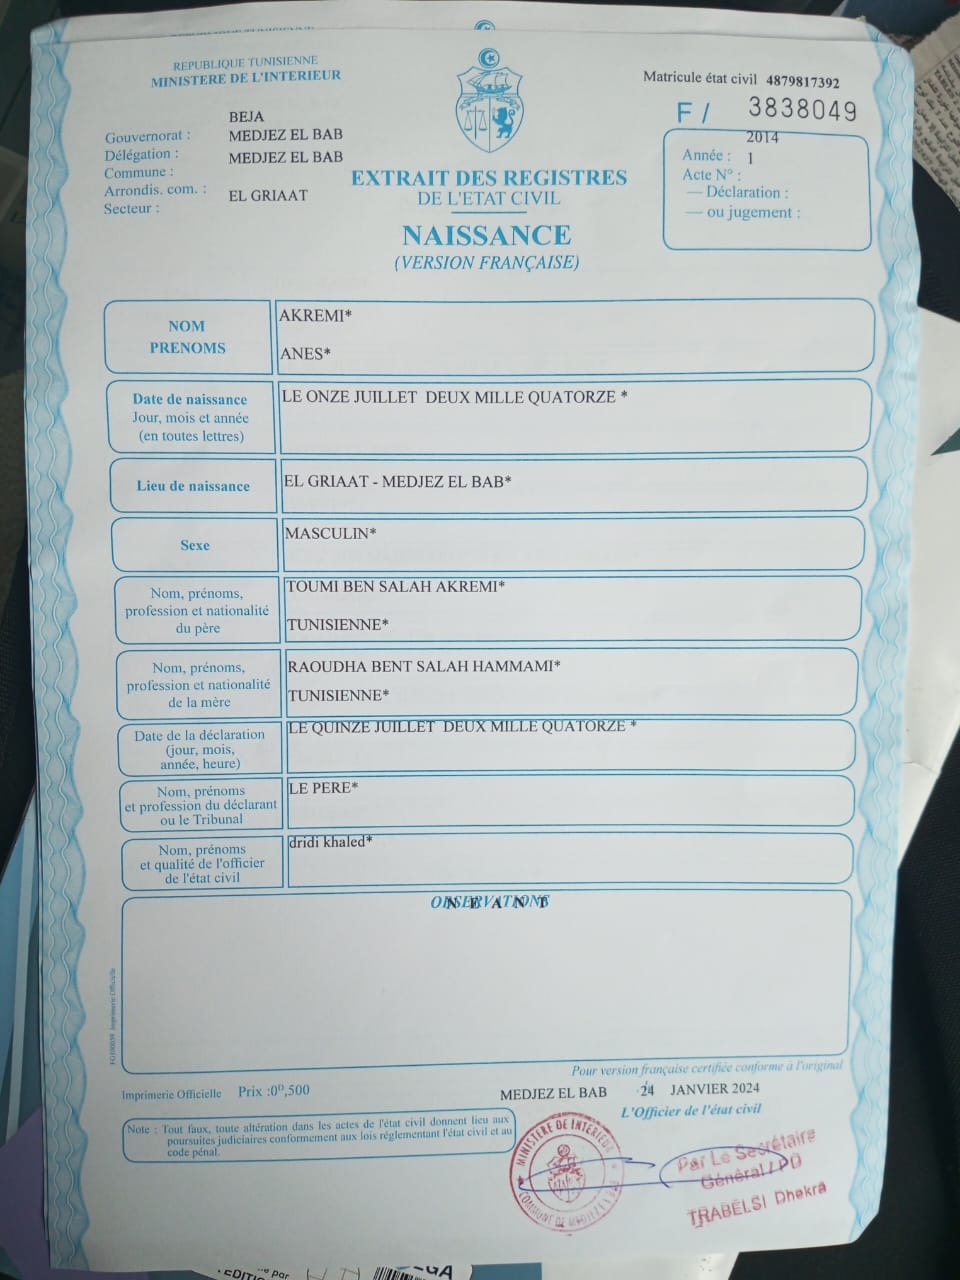 REPUBLIQUE TUNISIENNE
MINISTERE DE L'INTERIEUR
Matricule état civil 4879817392
F / 3838049
BEJA
Gouvernorat : MEDJEZ EL BAB
Délégation : MEDJEZ EL BAB
Commune :
Arrondis. com. : EL GRIAAT
Secteur :
2014
Année : 1
Acte N° :
— Déclaration :
— ou jugement :
EXTRAIT DES REGISTRES
DE L'ETAT CIVIL
NAISSANCE
(VERSION FRANÇAISE)
NOM
PRENOMS
AKREMI*
ANES*
Date de naissance
Jour, mois et année
(en toutes lettres)
LE ONZE JUILLET DEUX MILLE QUATORZE *
Lieu de naissance
EL GRIAAT - MEDJEZ EL BAB*
Sexe
MASCULIN*
Nom, prénoms,
profession et nationalité
du père
TOUMI BEN SALAH AKREMI*
TUNISIENNE*
Nom, prénoms,
profession et nationalité
de la mère
RAOUDHA BENT SALAH HAMMAMI*
TUNISIENNE*
Date de la déclaration
(jour, mois,
année, heure)
LE QUINZE JUILLET DEUX MILLE QUATORZE *
Nom, prénoms
et profession du déclarant
ou le Tribunal
LE PERE*
Nom, prénoms
et qualité de l'officier
de l'état civil
dridi khaled*
OBSERVATIONS
N E A N T
Imprimerie Officielle
Pour version française certifiée conforme à l'original
Imprimerie Officielle Prix :0ᴰ,500
MEDJEZ EL BAB 24 JANVIER 2024
L'Officier de l'état civil
Note : Tout faux, toute altération dans les actes de l'état civil donnent lieu aux
poursuites judiciaires conformement aux lois réglementant l'état civil et au
code pénal.
MINISTERE DE INTERIEUR
COMMUNE DE MEDJEZ
Par Le Secrétaire
Général / PD
TRABELSI Dhekra